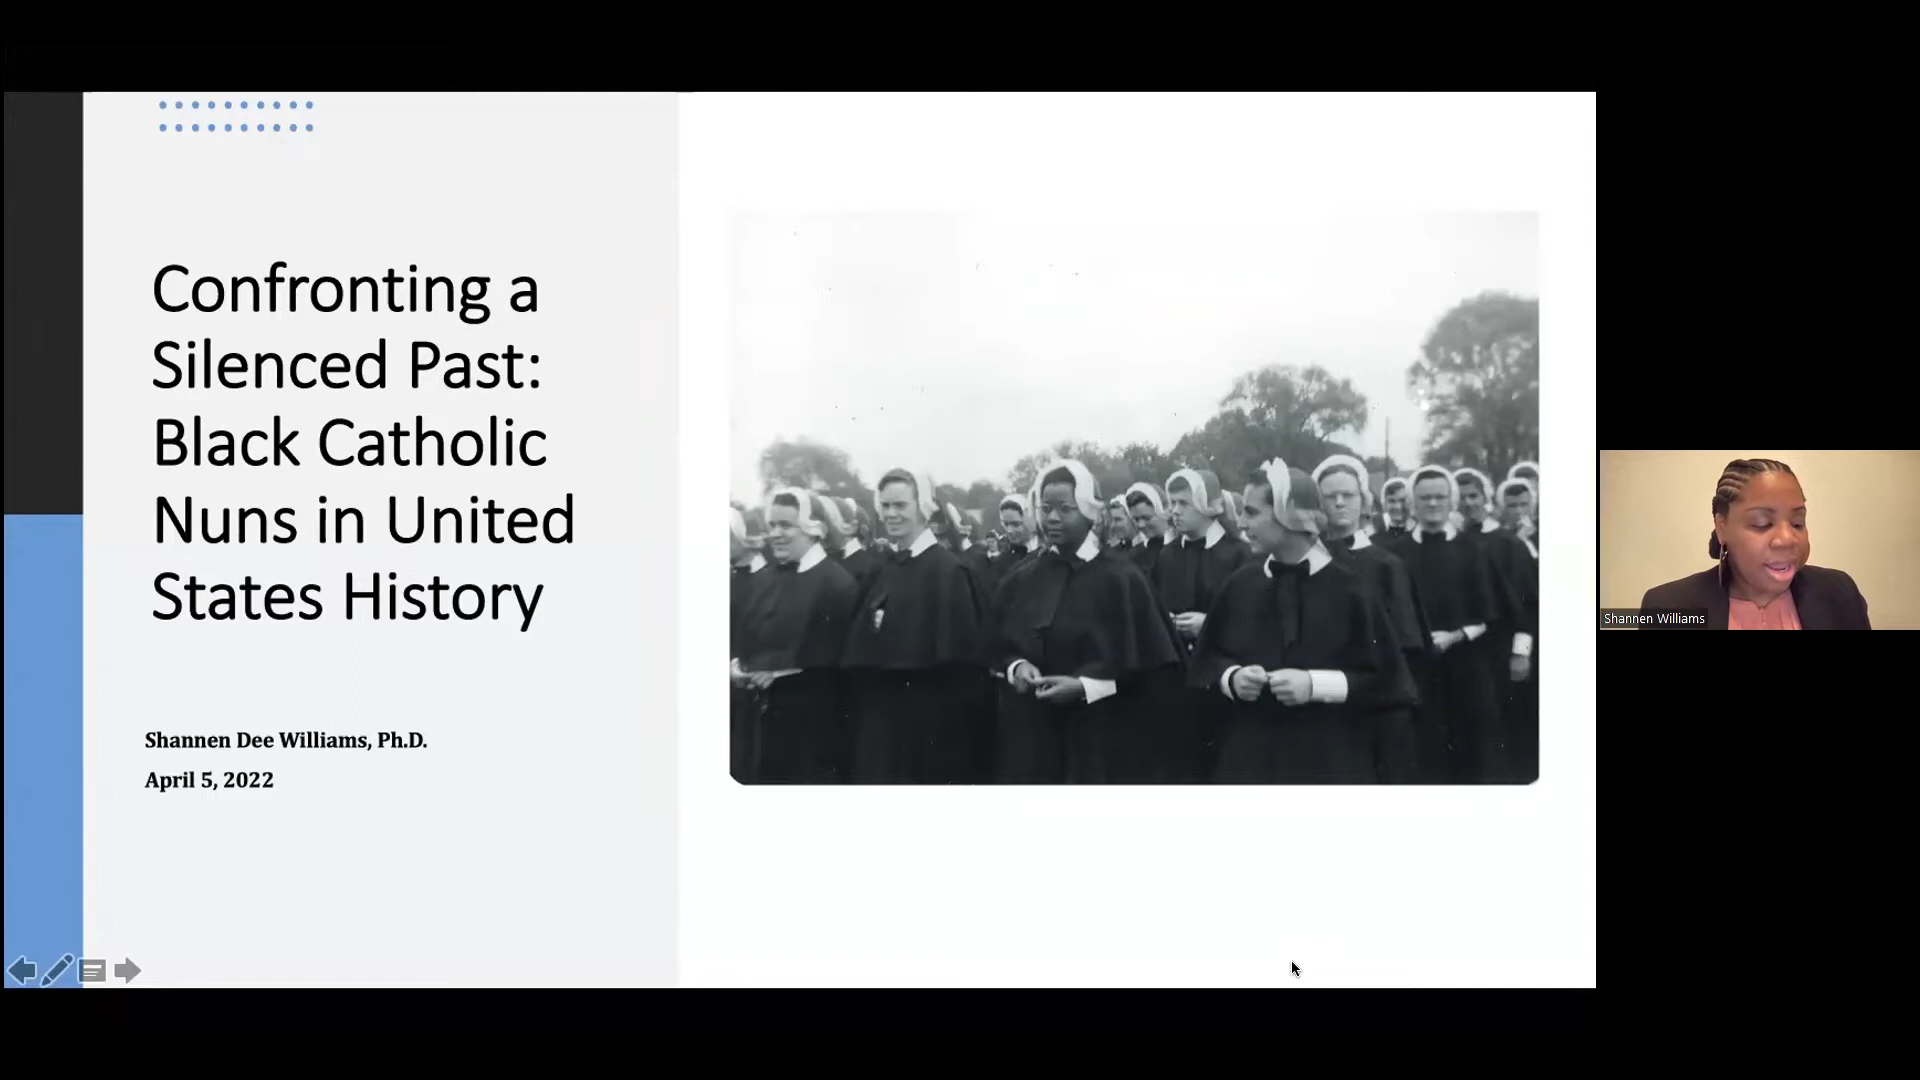 Confronting a
Silenced Past:
Black Catholic
Nuns in United
States History
Shannen Dee Williams, Ph.D.
April 5, 2022
Shannen Williams